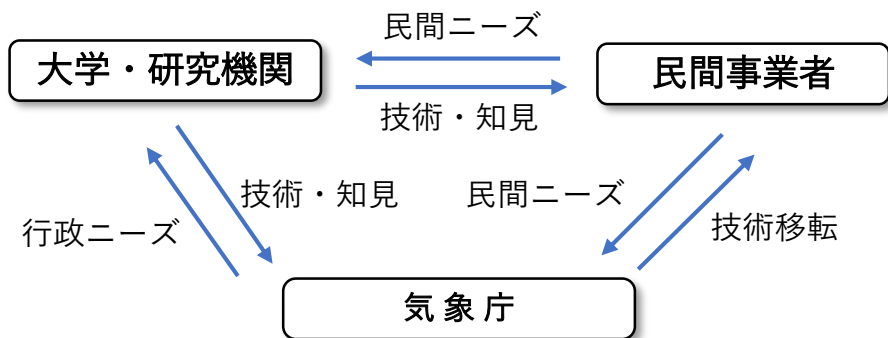 民間ニーズ
大学・研究機関
民間事業者
技術・知見
技術・知見
民間ニーズ
行政ニーズ
技術移転
気象庁